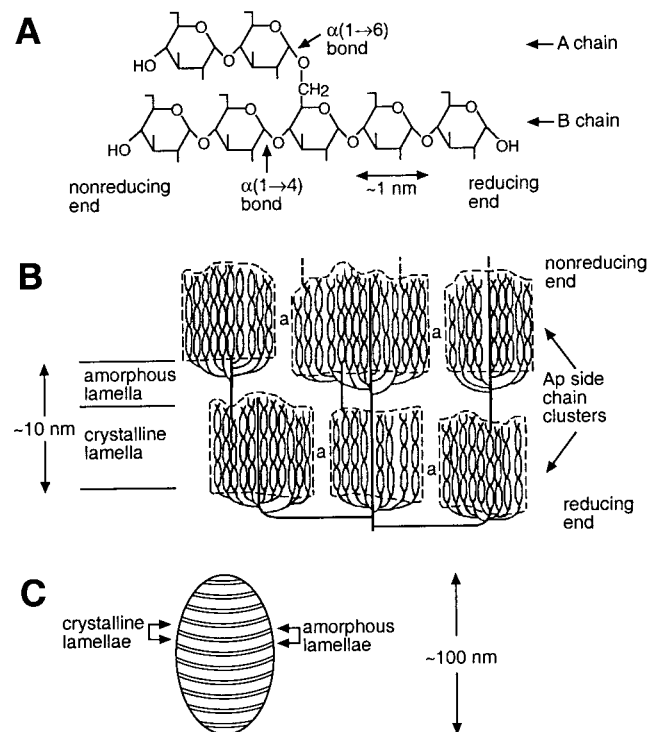 A
α(1→6)
bond
A chain
HO
O
O
O
O
CH2
B chain
O
O
O
O
O
HO
O
O
O
O
OH
nonreducing
end
α(1→4)
bond
~1 nm
reducing
end
B
nonreducing
end
a
a
amorphous
lamella
Ap side
chain
clusters
~10 nm
crystalline
lamella
a
a
reducing
end
C
crystalline
lamellae
amorphous
lamellae
~100 nm